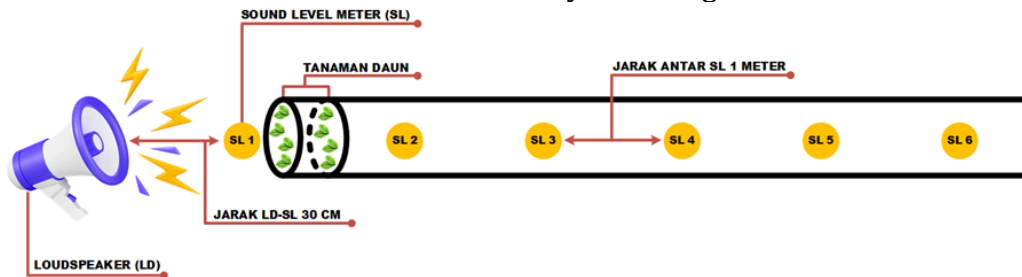 SOUND LEVEL METER (SL)
TANAMAN DAUN
JARAK ANTAR SL 1 METER
SL 1
SL 2
SL 3
SL 4
SL 5
SL 6
JARAK LD-SL 30 CM
LOUDSPEAKER (LD)